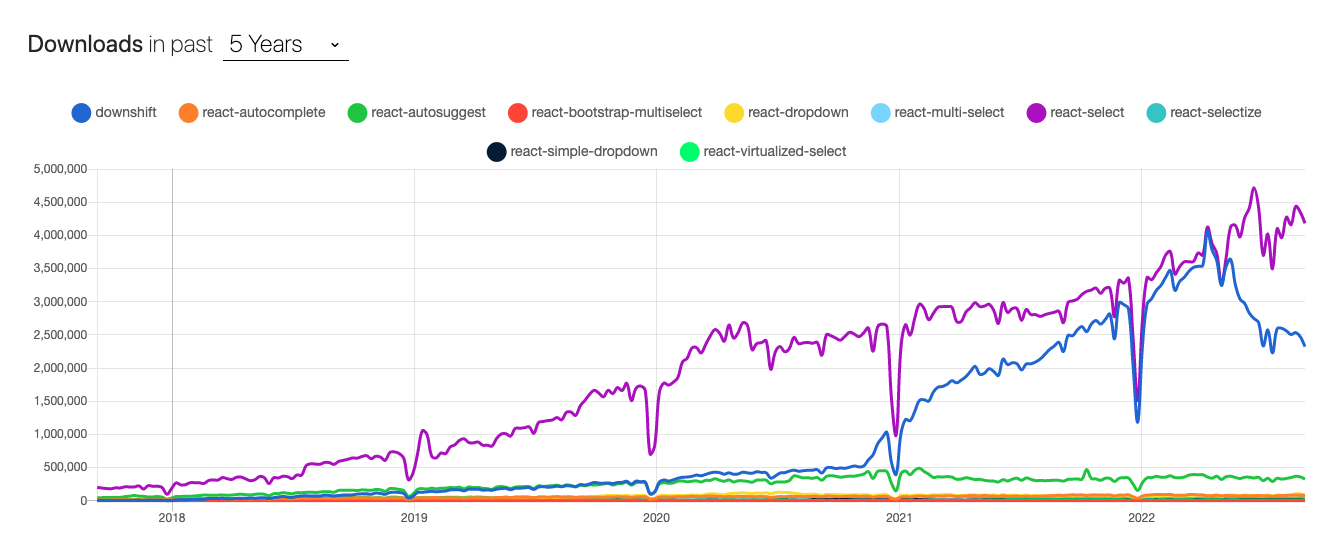 Downloads in past 5 Years
downshift react-autocomplete react-autosuggest react-bootstrap-multiselect react-dropdown react-multi-select react-select react-selectize
react-simple-dropdown react-virtualized-select
5,000,000
4,500,000
4,000,000
3,500,000
3,000,000
2,500,000
2,000,000
1,500,000
1,000,000
500,000
0
2018 2019 2020 2021 2022